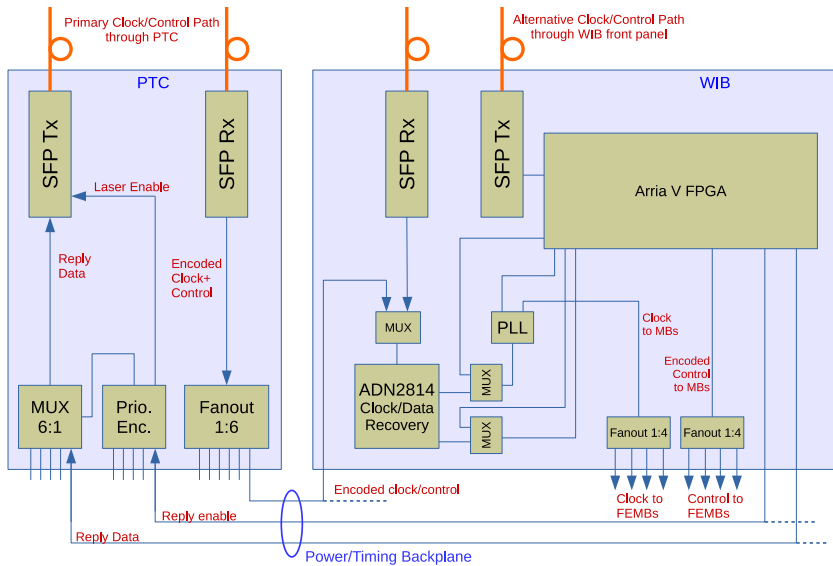 Primary Clock/Control Path
through PTC
Alternative Clock/Control Path
through WIB front panel
PTC
WIB
SFP Tx
SFP Rx
SFP Rx
SFP Tx
Arria V FPGA
Laser Enable
Reply
Data
Encoded
Clock+
Control
MUX
PLL
Clock
to MBs
Encoded
Control
to MBs
MUX
6:1
Prio.
Enc.
Fanout
1:6
ADN2814
Clock/Data
Recovery
MUX
MUX
Fanout 1:4
Fanout 1:4
Encoded clock/control
Clock to
FEMBs
Control to
FEMBs
Reply enable
Reply Data
Power/Timing Backplane